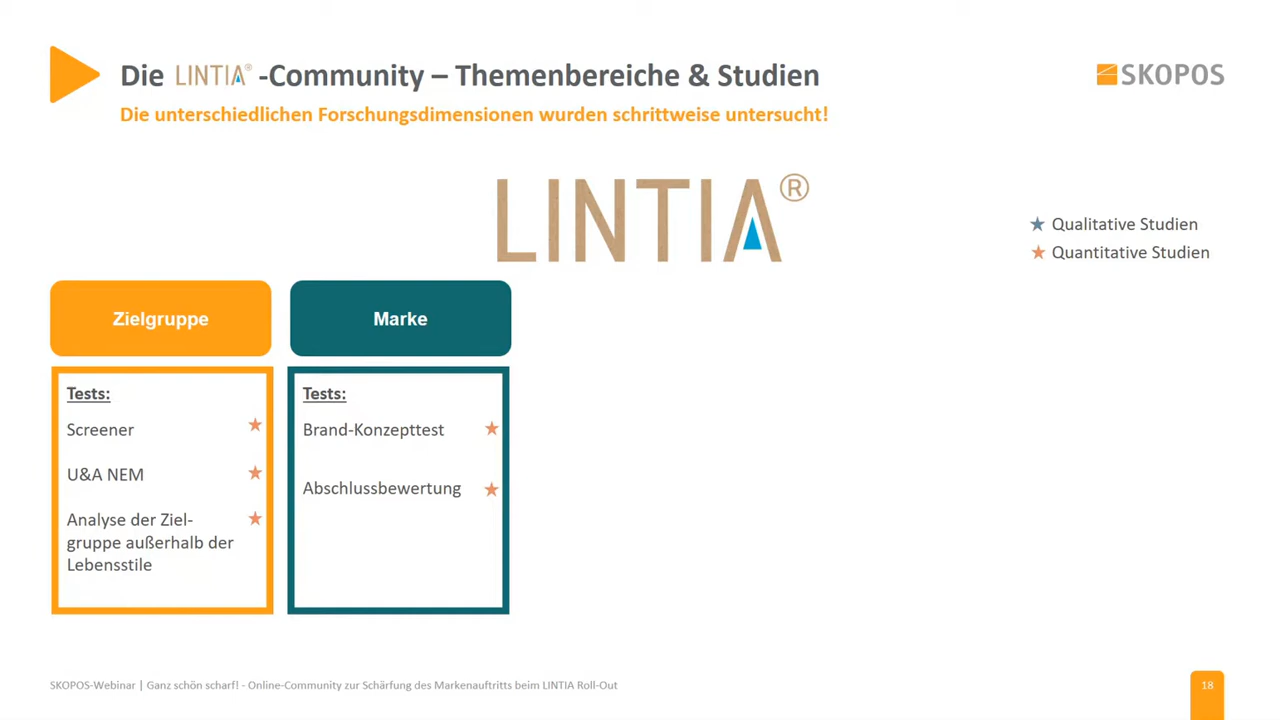 Die LINTIA® -Community – Themenbereiche & Studien
SKOPOS
Die unterschiedlichen Forschungsdimensionen wurden schrittweise untersucht!
LINTIA®
★ Qualitative Studien
★ Quantitative Studien
Zielgruppe
Tests:
Screener ★
U&A NEM ★
Analyse der Ziel- ★
gruppe außerhalb der
Lebensstile
Marke
Tests:
Brand-Konzepttest ★
Abschlussbewertung ★
SKOPOS-Webinar | Ganz schön scharf! - Online-Community zur Schärfung des Markenauftritts beim LINTIA Roll-Out
18